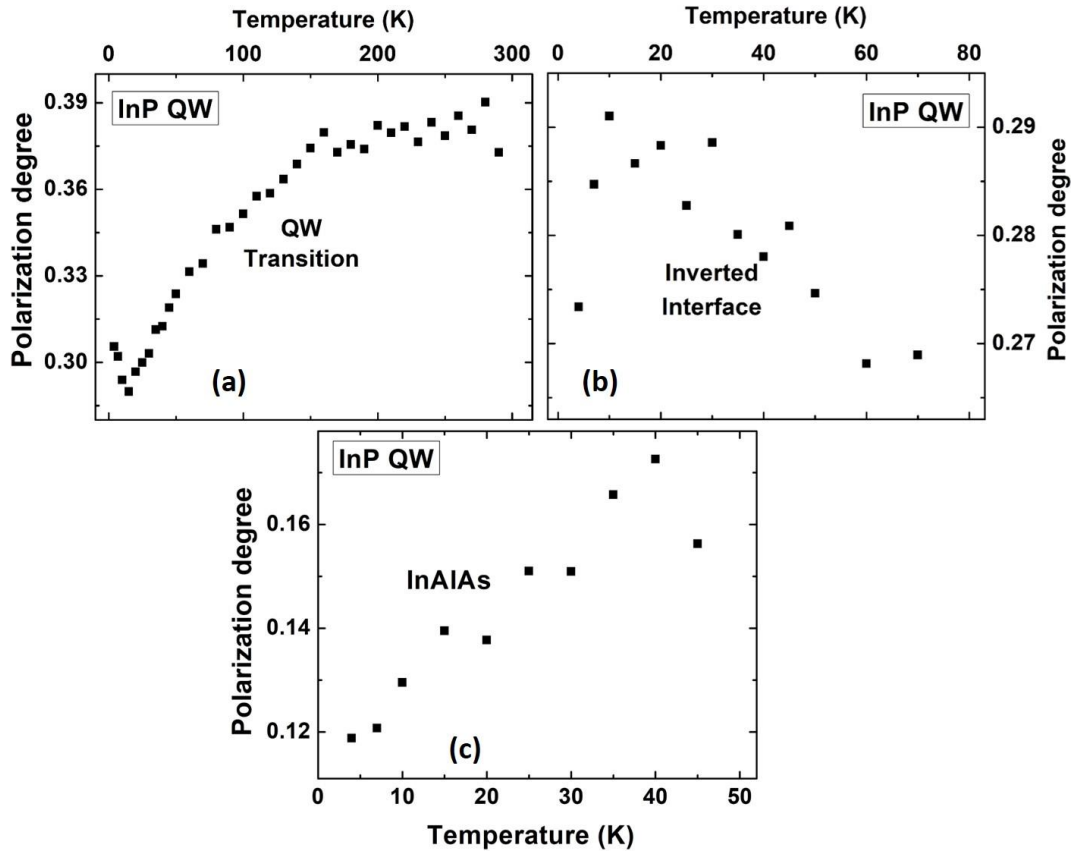 Temperature (K)
0 100 200 300
InP QW
0.39
0.36
0.33
0.30
Polarization degree
QW
Transition
(a)
Temperature (K)
0 20 40 60 80
InP QW
0.29
0.28
0.27
Polarization degree
Inverted
Interface
(b)
InP QW
0.16
0.14
0.12
Polarization degree
InAlAs
(c)
0 10 20 30 40 50
Temperature (K)